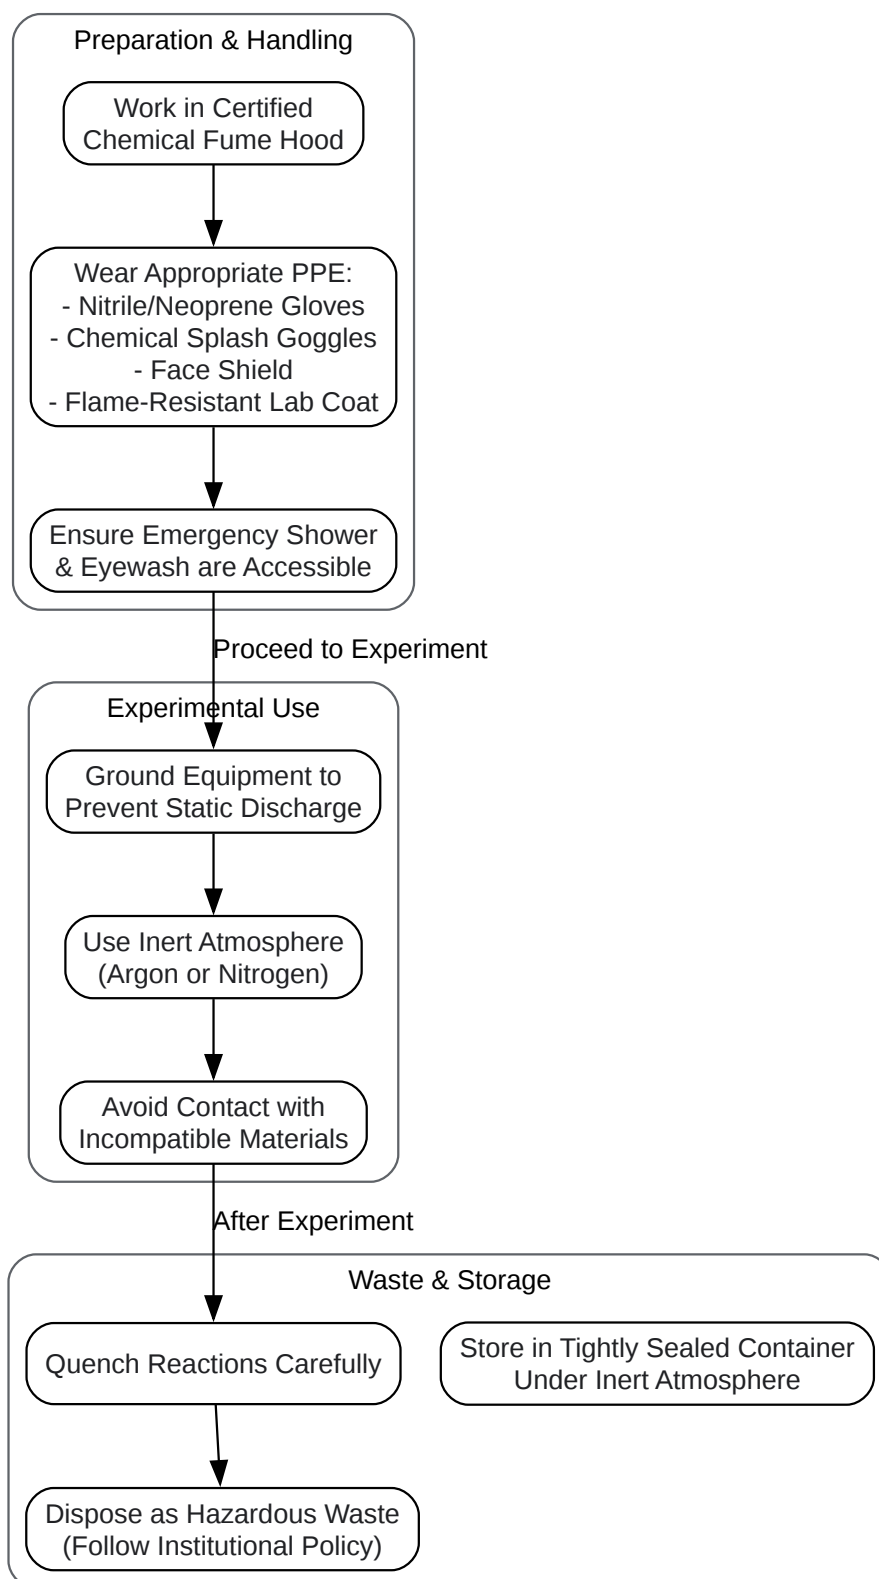 Preparation & Handling
Work in Certified
Chemical Fume Hood
Wear Appropriate PPE:
- Nitrile/Neoprene Gloves
- Chemical Splash Goggles
- Face Shield
- Flame-Resistant Lab Coat
Ensure Emergency Shower
& Eyewash are Accessible
Proceed to Experiment
Experimental Use
Ground Equipment to
Prevent Static Discharge
Use Inert Atmosphere
(Argon or Nitrogen)
Avoid Contact with
Incompatible Materials
After Experiment
Waste & Storage
Quench Reactions Carefully
Store in Tightly Sealed Container
Under Inert Atmosphere
Dispose as Hazardous Waste
(Follow Institutional Policy)